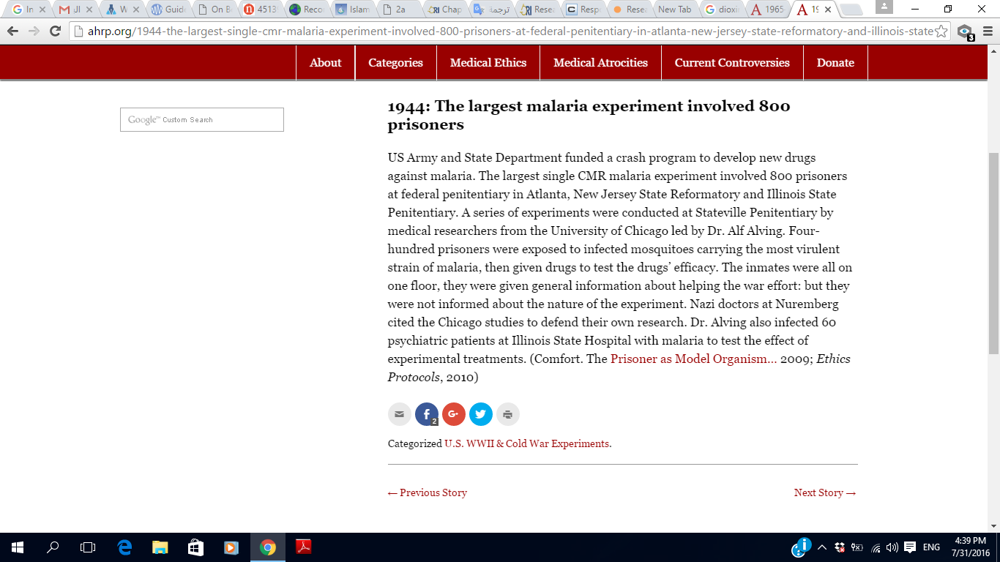 In
JI
W
Guide
On B
4513
Reco
Islam
2a
Chap
ترجمة
Resea
Resp
Resea
New Tab
dioxi
1965
19
ahrp.org/1944-the-largest-single-cmr-malaria-experiment-involved-800-prisoners-at-federal-penitentiary-in-atlanta-new-jersey-state-reformatory-and-illinois-state
3
About Categories Medical Ethics Medical Atrocities Current Controversies Donate
Google™ Custom Search
1944: The largest malaria experiment involved 800
prisoners
US Army and State Department funded a crash program to develop new drugs
against malaria. The largest single CMR malaria experiment involved 800 prisoners
at federal penitentiary in Atlanta, New Jersey State Reformatory and Illinois State
Penitentiary. A series of experiments were conducted at Stateville Penitentiary by
medical researchers from the University of Chicago led by Dr. Alf Alving. Four-
hundred prisoners were exposed to infected mosquitoes carrying the most virulent
strain of malaria, then given drugs to test the drugs’ efficacy. The inmates were all on
one floor, they were given general information about helping the war effort: but they
were not informed about the nature of the experiment. Nazi doctors at Nuremberg
cited the Chicago studies to defend their own research. Dr. Alving also infected 60
psychiatric patients at Illinois State Hospital with malaria to test the effect of
experimental treatments. (Comfort. The Prisoner as Model Organism… 2009; Ethics
Protocols, 2010)
2
Categorized U.S. WWII & Cold War Experiments.
← Previous Story Next Story →
ENG
4:39 PM
7/31/2016